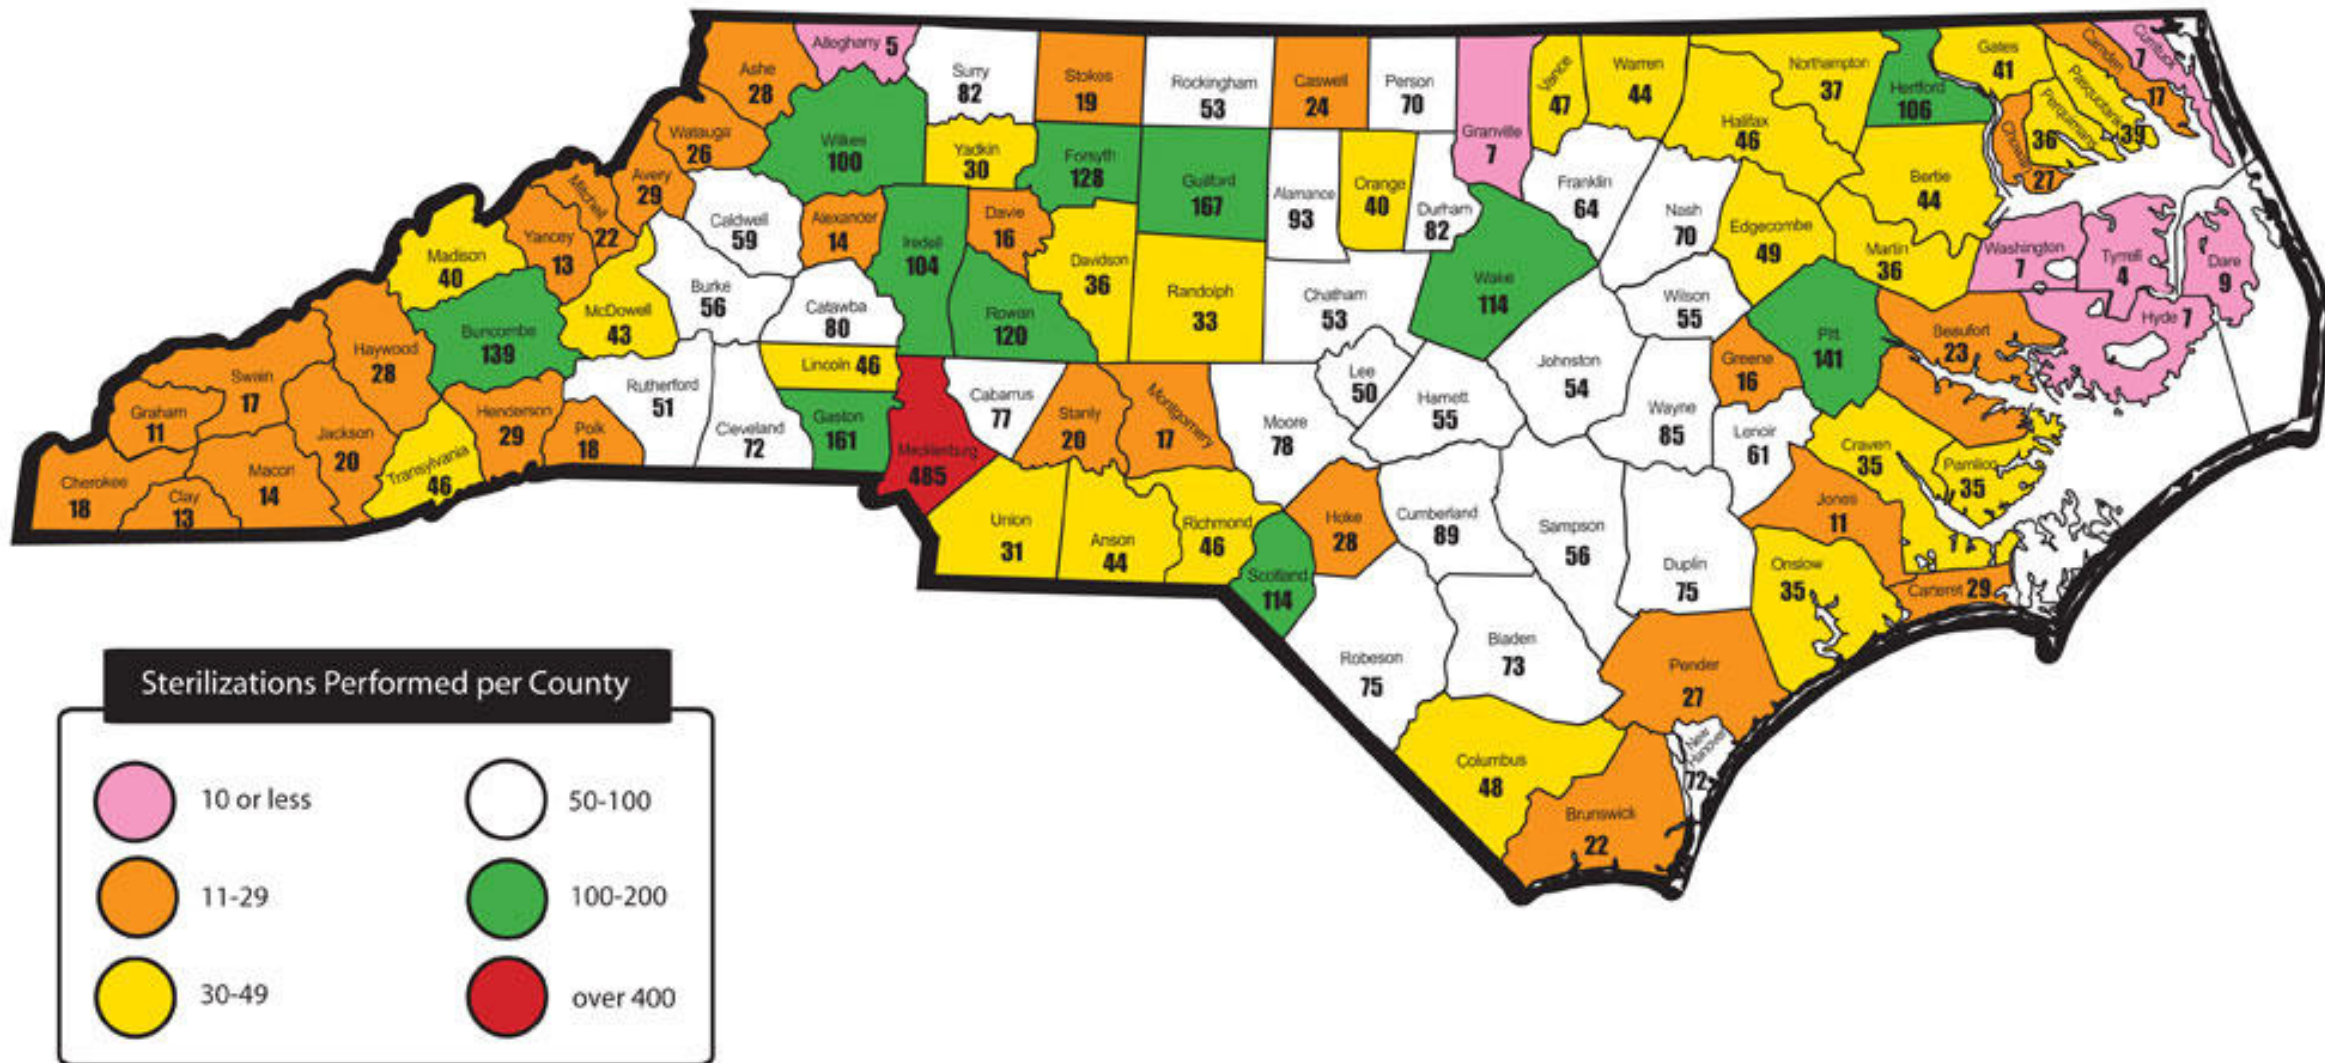 Alleghany 5
Ashe
28
Surry
82
Stokes
19
Rockingham
53
Caswell
24
Person
70
Granville
7
Vance
47
Warren
44
Northampton
37
Halifax
46
Hertford
106
Gates
41
Camden
17
Currituck
7
Pasquotank
39
Perquimans
36
Chowan
27
Watauga
26
Wilkes
100
Yadkin
30
Forsyth
128
Guilford
167
Alamance
93
Orange
40
Durham
82
Franklin
64
Nash
70
Edgecombe
49
Bertie
44
Martin
36
Washington
7
Tyrrell
4
Dare
9
Hyde 7
Mitchell
22
Avery
29
Caldwell
59
Alexander
14
Iredell
104
Davie
16
Davidson
36
Randolph
33
Chatham
53
Wake
114
Wilson
55
Pitt
141
Beaufort
23
Madison
40
Yancey
13
McDowell
43
Burke
56
Catawba
80
Rowan
120
Buncombe
139
Haywood
28
Swain
17
Graham
11
Cherokee
18
Clay
13
Macon
14
Jackson
20
Transylvania
46
Henderson
29
Polk
18
Rutherford
51
Cleveland
72
Lincoln 46
Gaston
161
Mecklenburg
485
Cabarrus
77
Stanly
20
Montgomery
17
Moore
78
Lee
50
Harnett
55
Johnston
54
Wayne
85
Greene
16
Lenoir
61
Craven
35
Pamlico
35
Jones
11
Carteret 29
Onslow
35
Duplin
75
Sampson
56
Cumberland
89
Hoke
28
Scotland
114
Richmond
46
Anson
44
Union
31
Robeson
75
Bladen
73
Pender
27
New
Hanover
72
Columbus
48
Brunswick
22
Sterilizations Performed per County
10 or less
50-100
11-29
100-200
30-49
over 400